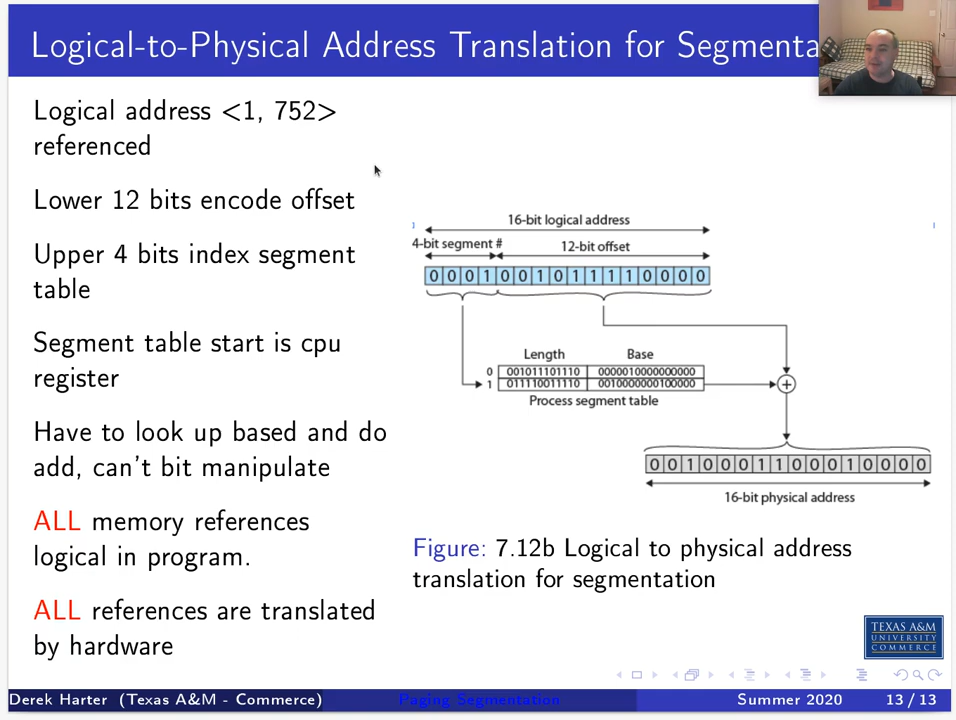 Logical-to-Physical Address Translation for Segmenta
Logical address <1, 752>
referenced
Lower 12 bits encode offset
Upper 4 bits index segment
table
Segment table start is cpu
register
Have to look up based and do
add, can't bit manipulate
ALL memory references
logical in program.
ALL references are translated
by hardware
16-bit logical address
4-bit segment #
12-bit offset
0 0 0 1 0 0 1 0 1 1 1 1 0 0 0 0
Length Base
0 001011101110 0000010000000000
1 011110011110 0010000000100000
Process segment table
+
0 0 1 0 0 0 1 1 0 0 0 1 0 0 0 0
16-bit physical address
Figure: 7.12b Logical to physical address
translation for segmentation
TEXAS A&M
UNIVERSITY
COMMERCE
Derek Harter (Texas A&M - Commerce) Paging Segmentation Summer 2020 13 / 13